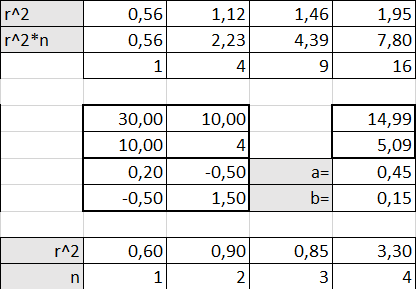 r^2 0,56 1,12 1,46 1,95
r^2*n 0,56 2,23 4,39 7,80
1 4 9 16
30,00 10,00 14,99
10,00 4 5,09
0,20 -0,50 a= 0,45
-0,50 1,50 b= 0,15
r^2 0,60 0,90 0,85 3,30
n 1 2 3 4